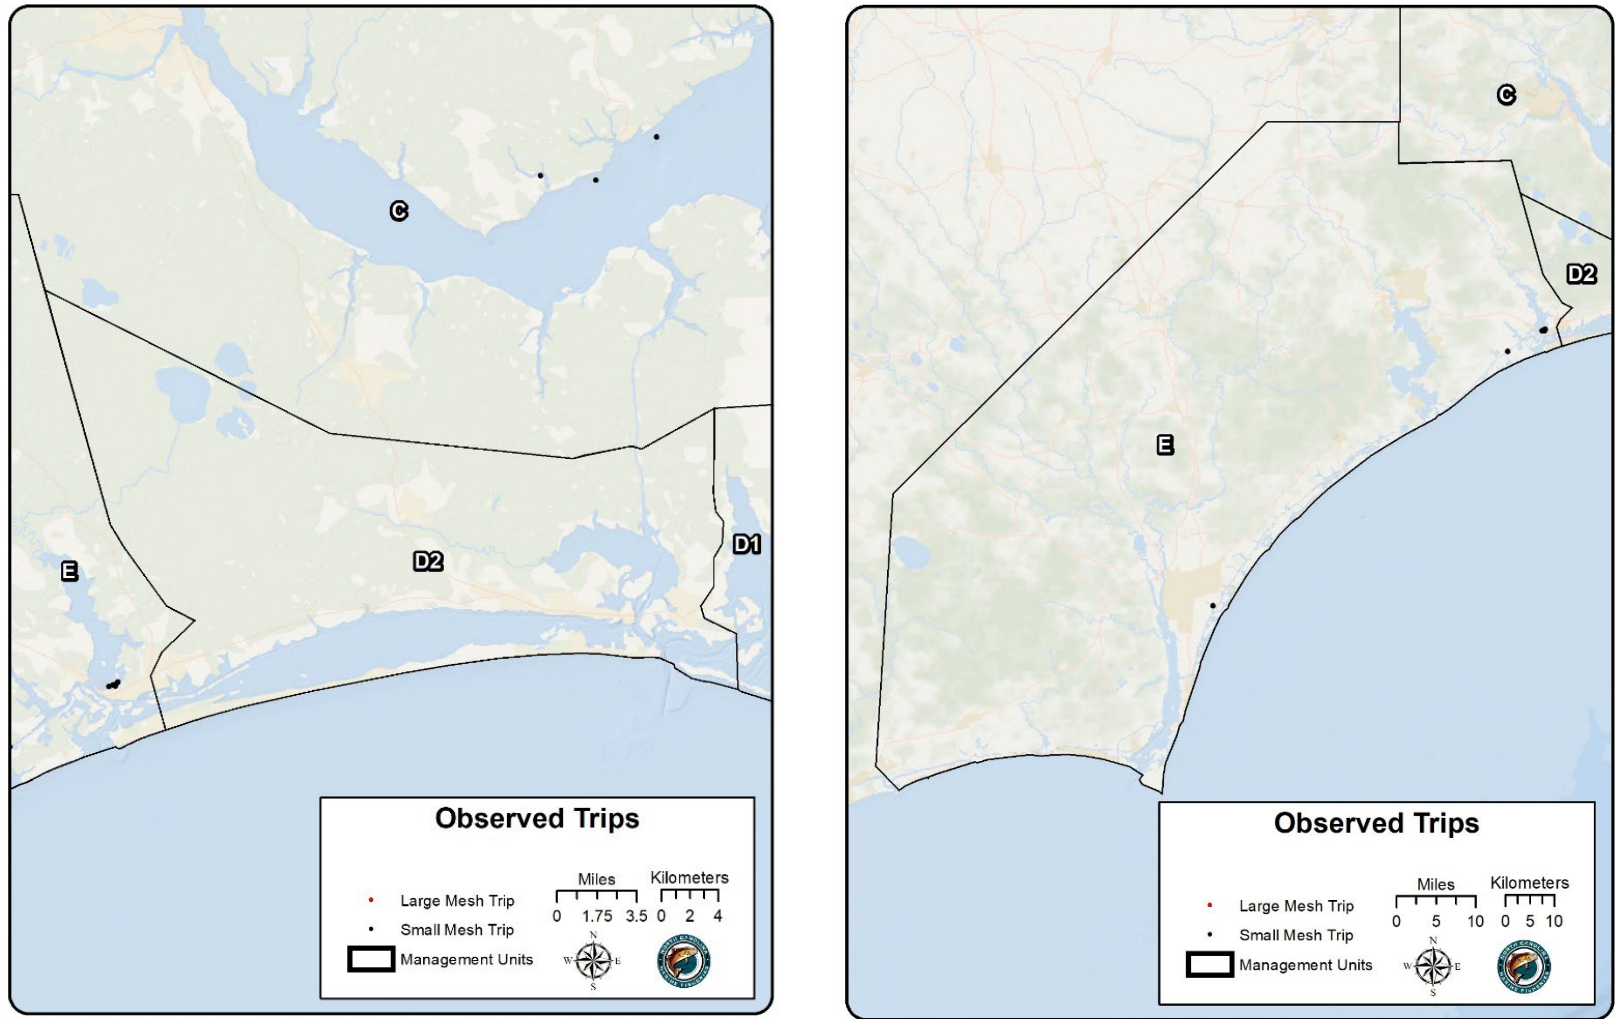 C
E
D2
D1
Observed Trips
Miles Kilometers
Large Mesh Trip
0 1.75 3.5 0 2 4
Small Mesh Trip
N
W E
S
Management Units
C
D2
E
Observed Trips
Miles Kilometers
Large Mesh Trip
0 5 10 0 5 10
Small Mesh Trip
N
W E
S
Management Units